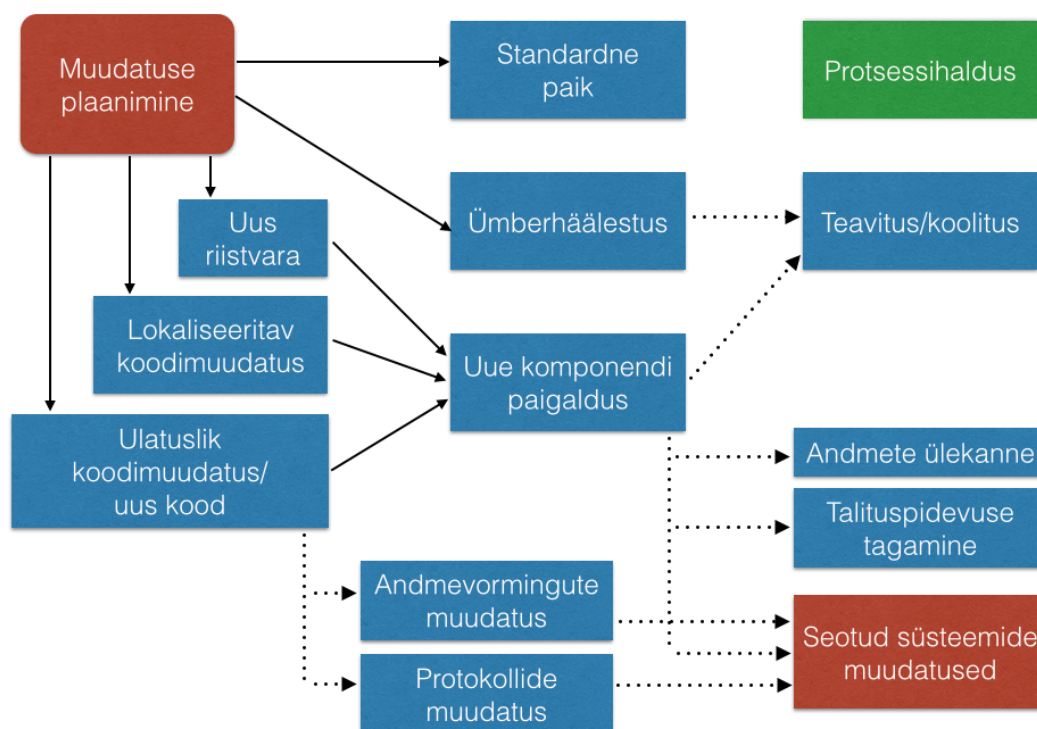 Muudatuse
plaanimine
Standardne
paik
Protsessihaldus
Uus
riistvara
Ümberhäälestus
Teavitus/koolitus
Lokaliseeritav
koodimuudatus
Uue komponendi
paigaldus
Ulatuslik
koodimuudatus/
uus kood
Andmete ülekanne
Talituspidevuse
tagamine
Andmevormingute
muudatus
Seotud süsteemide
muudatused
Protokollide
muudatus